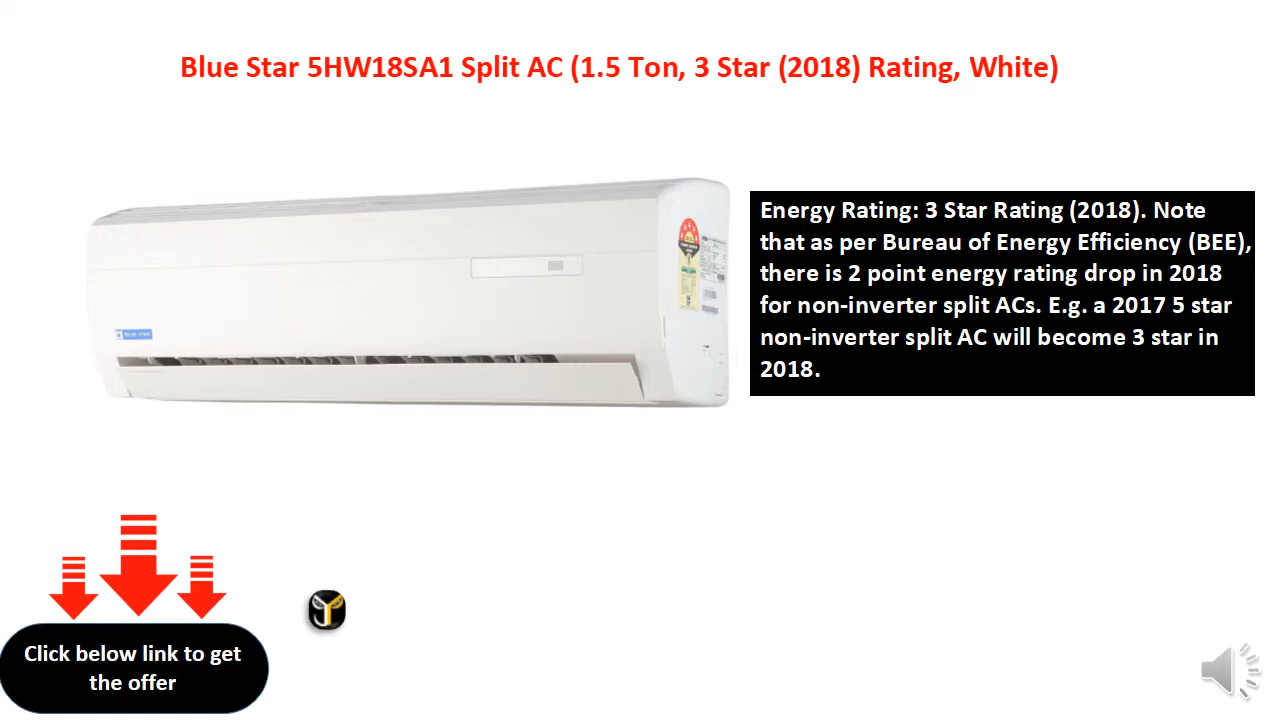 Blue Star 5HW18SA1 Split AC (1.5 Ton, 3 Star (2018) Rating, White)
Energy Rating: 3 Star Rating (2018). Note
that as per Bureau of Energy Efficiency (BEE),
there is 2 point energy rating drop in 2018
for non-inverter split ACs. E.g. a 2017 5 star
non-inverter split AC will become 3 star in
2018.
Click below link to get
the offer